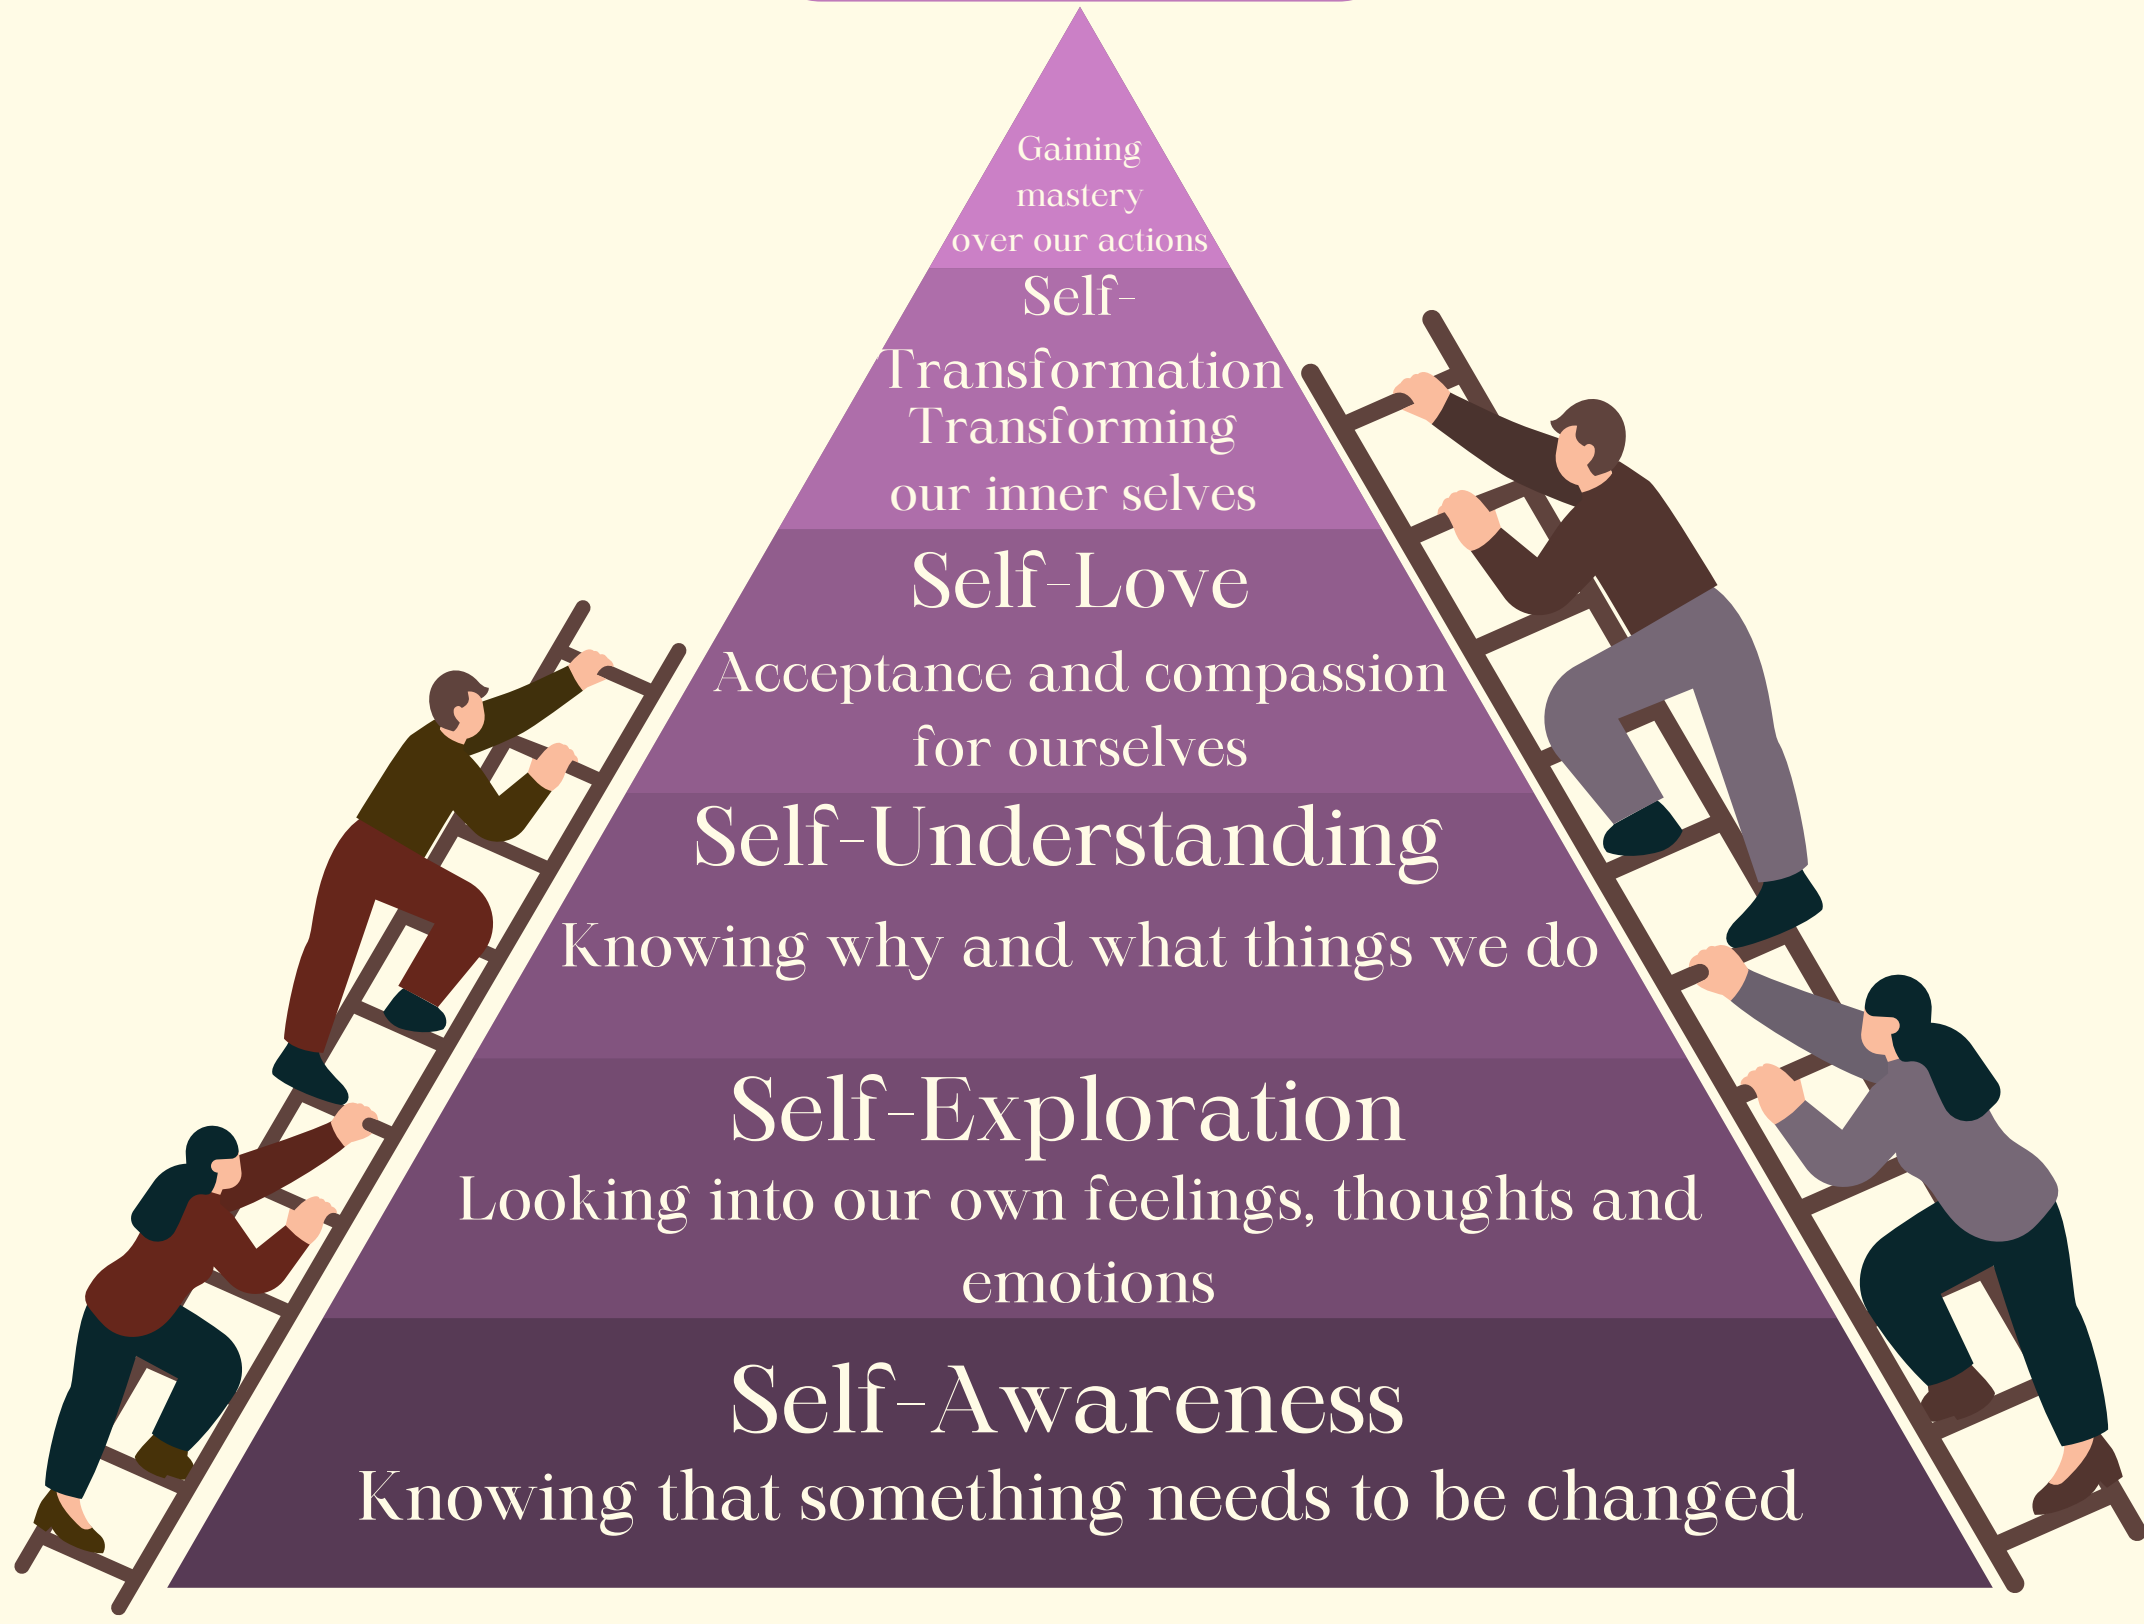 Gaining
mastery
over our actions
Self-
Transformation
Transforming
our inner selves
Self-Love
Acceptance and compassion
for ourselves
Self-Understanding
Knowing why and what things we do
Self-Exploration
Looking into our own feelings, thoughts and
emotions
Self-Awareness
Knowing that something needs to be changed